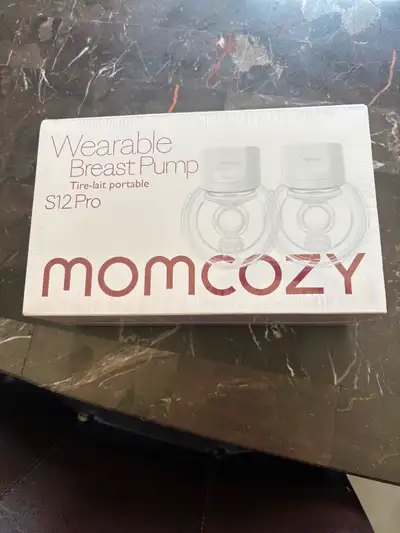 Wearable
Breast Pump
Tire-lait portable
S12 Pro
momcozy